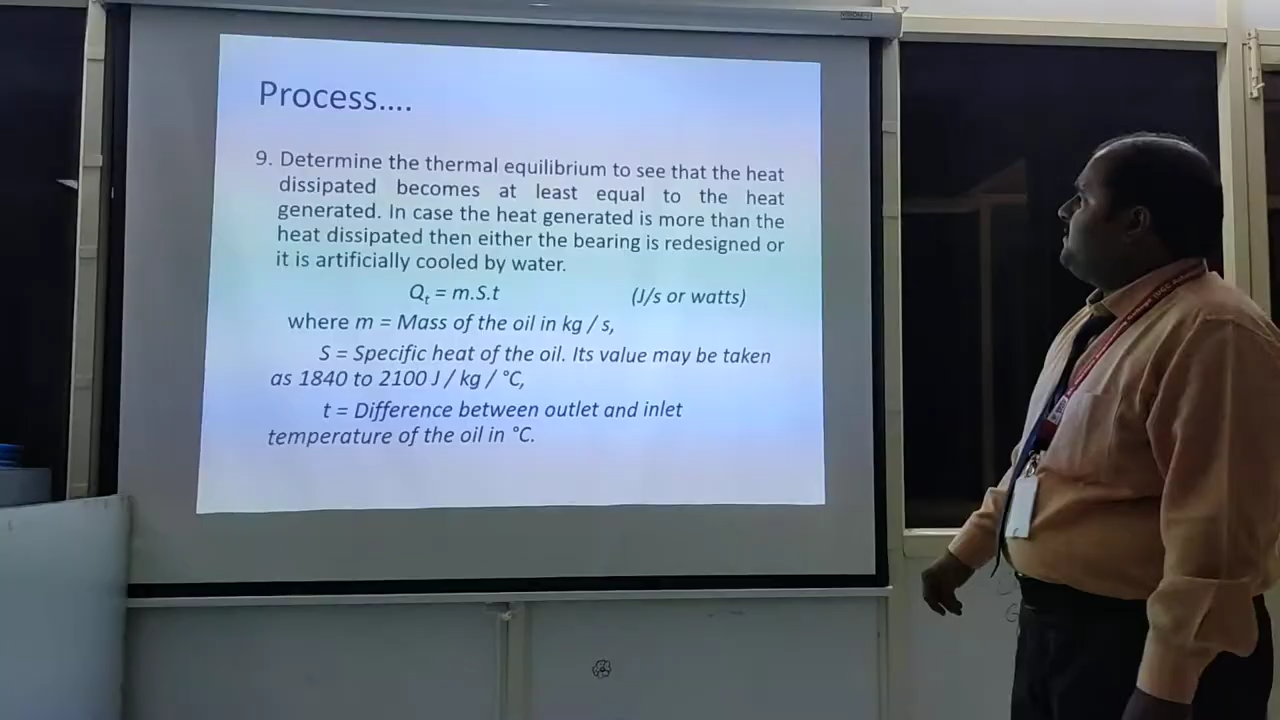 VISION
Process....
9. Determine the thermal equilibrium to see that the heat
dissipated becomes at least equal to the heat
generated. In case the heat generated is more than the
heat dissipated then either the bearing is redesigned or
it is artificially cooled by water.
Qt = m.S.t (J/s or watts)
where m = Mass of the oil in kg / s,
S = Specific heat of the oil. Its value may be taken
as 1840 to 2100 J / kg / °C,
t = Difference between outlet and inlet
temperature of the oil in °C.